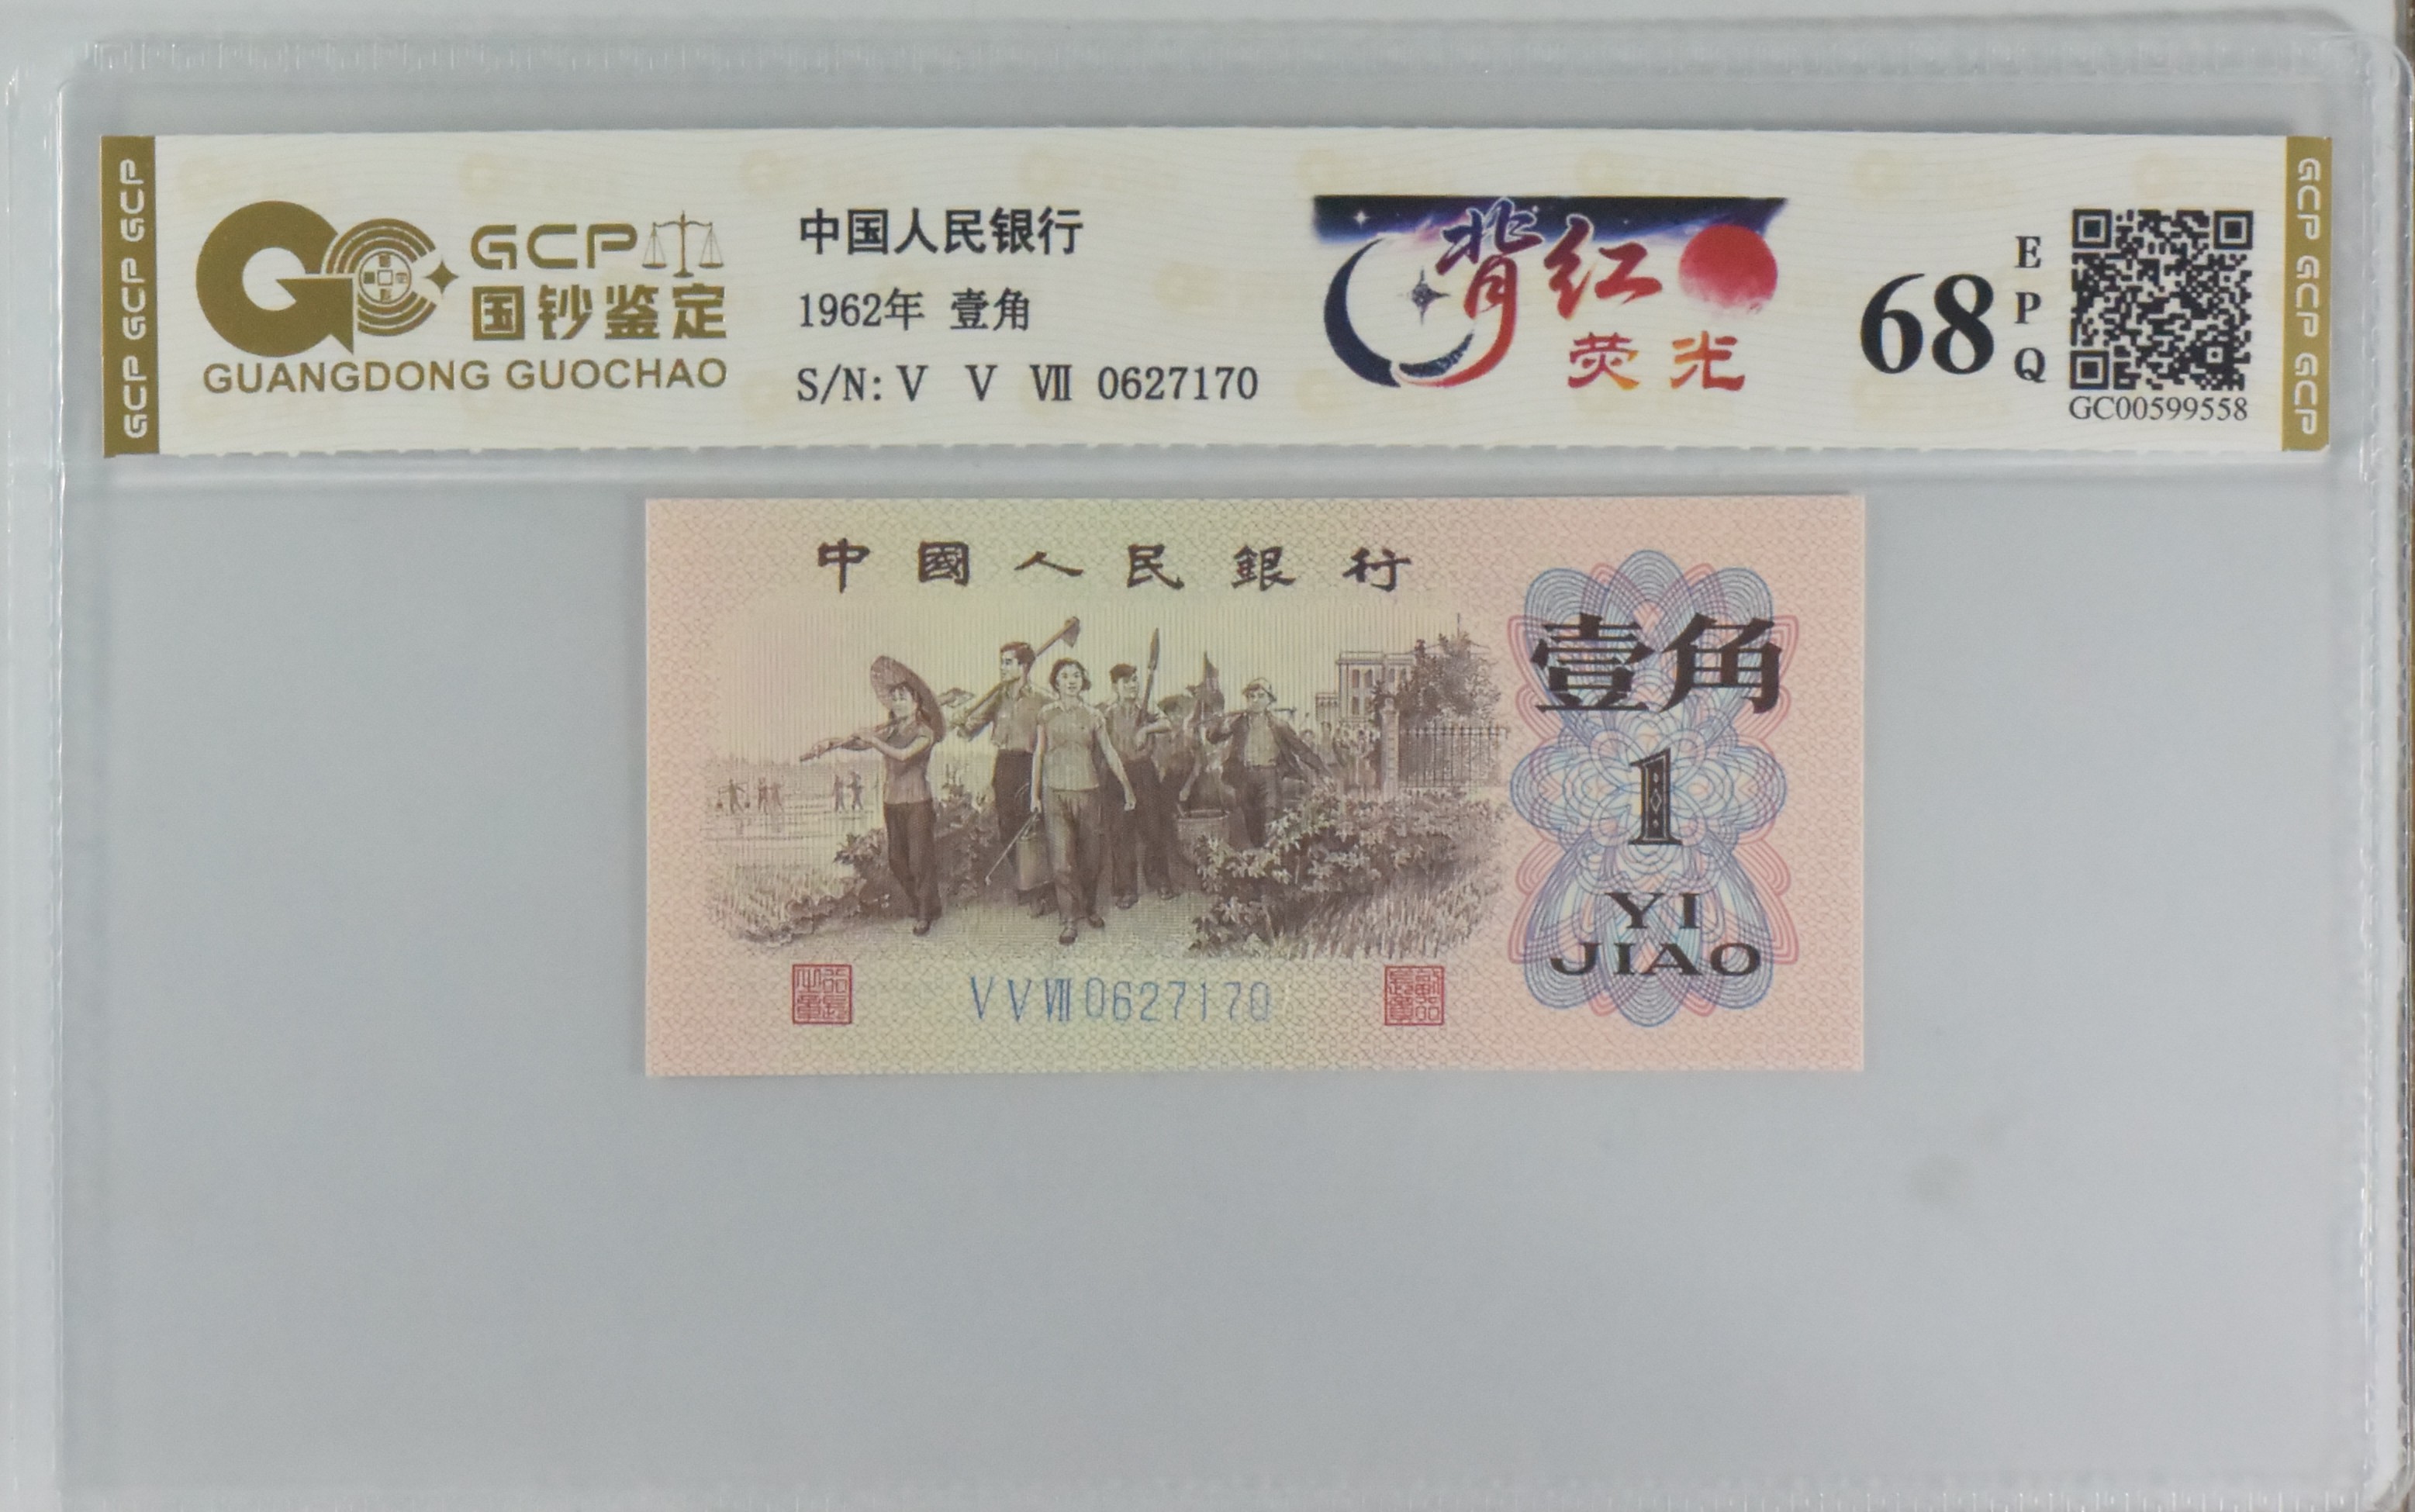 GCP GCP GCP
GCP
国钞鉴定
GUANGDONG GUOCHAO
中国人民银行
1962年 壹角
S/N: V V Ⅶ 0627170
背红
荧光
68
E
P
Q
GC00599558
GCP GCP GCP
中國人民銀行
壹角
1
YI
JIAO
V V Ⅶ 0627170